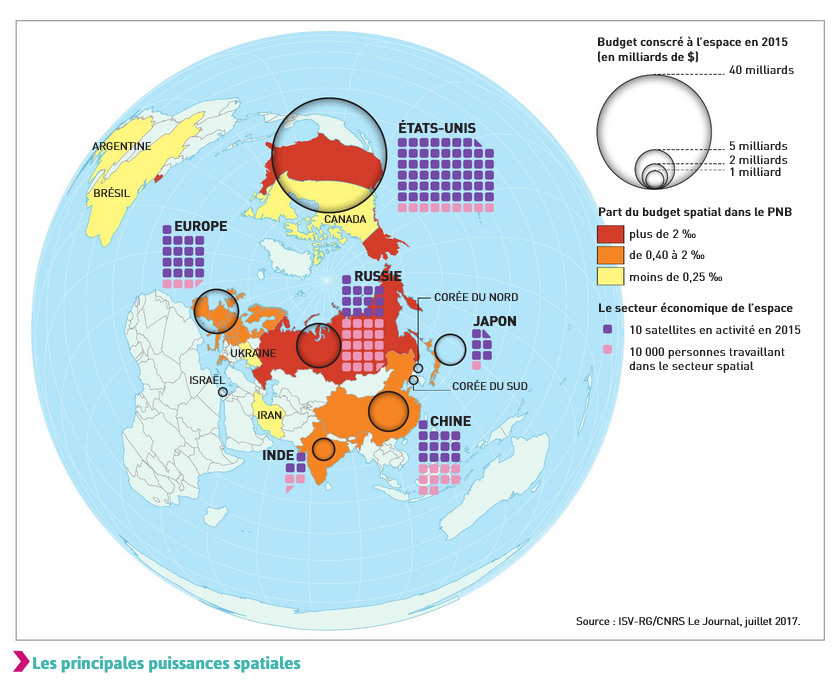 Budget conscré à l'espace en 2015
(en milliards de $)
40 milliards
5 milliards
2 milliards
1 milliard
Part du budget spatial dans le PNB
plus de 2 ‰
de 0,40 à 2 ‰
moins de 0,25 ‰
Le secteur économique de l'espace
10 satellites en activité en 2015
10 000 personnes travaillant
dans le secteur spatial
ÉTATS-UNIS
ARGENTINE
BRÉSIL
CANADA
EUROPE
RUSSIE
CORÉE DU NORD
JAPON
UKRAINE
ISRAËL
CORÉE DU SUD
IRAN
CHINE
INDE
Source : ISV-RG/CNRS Le Journal, juillet 2017.
Les principales puissances spatiales